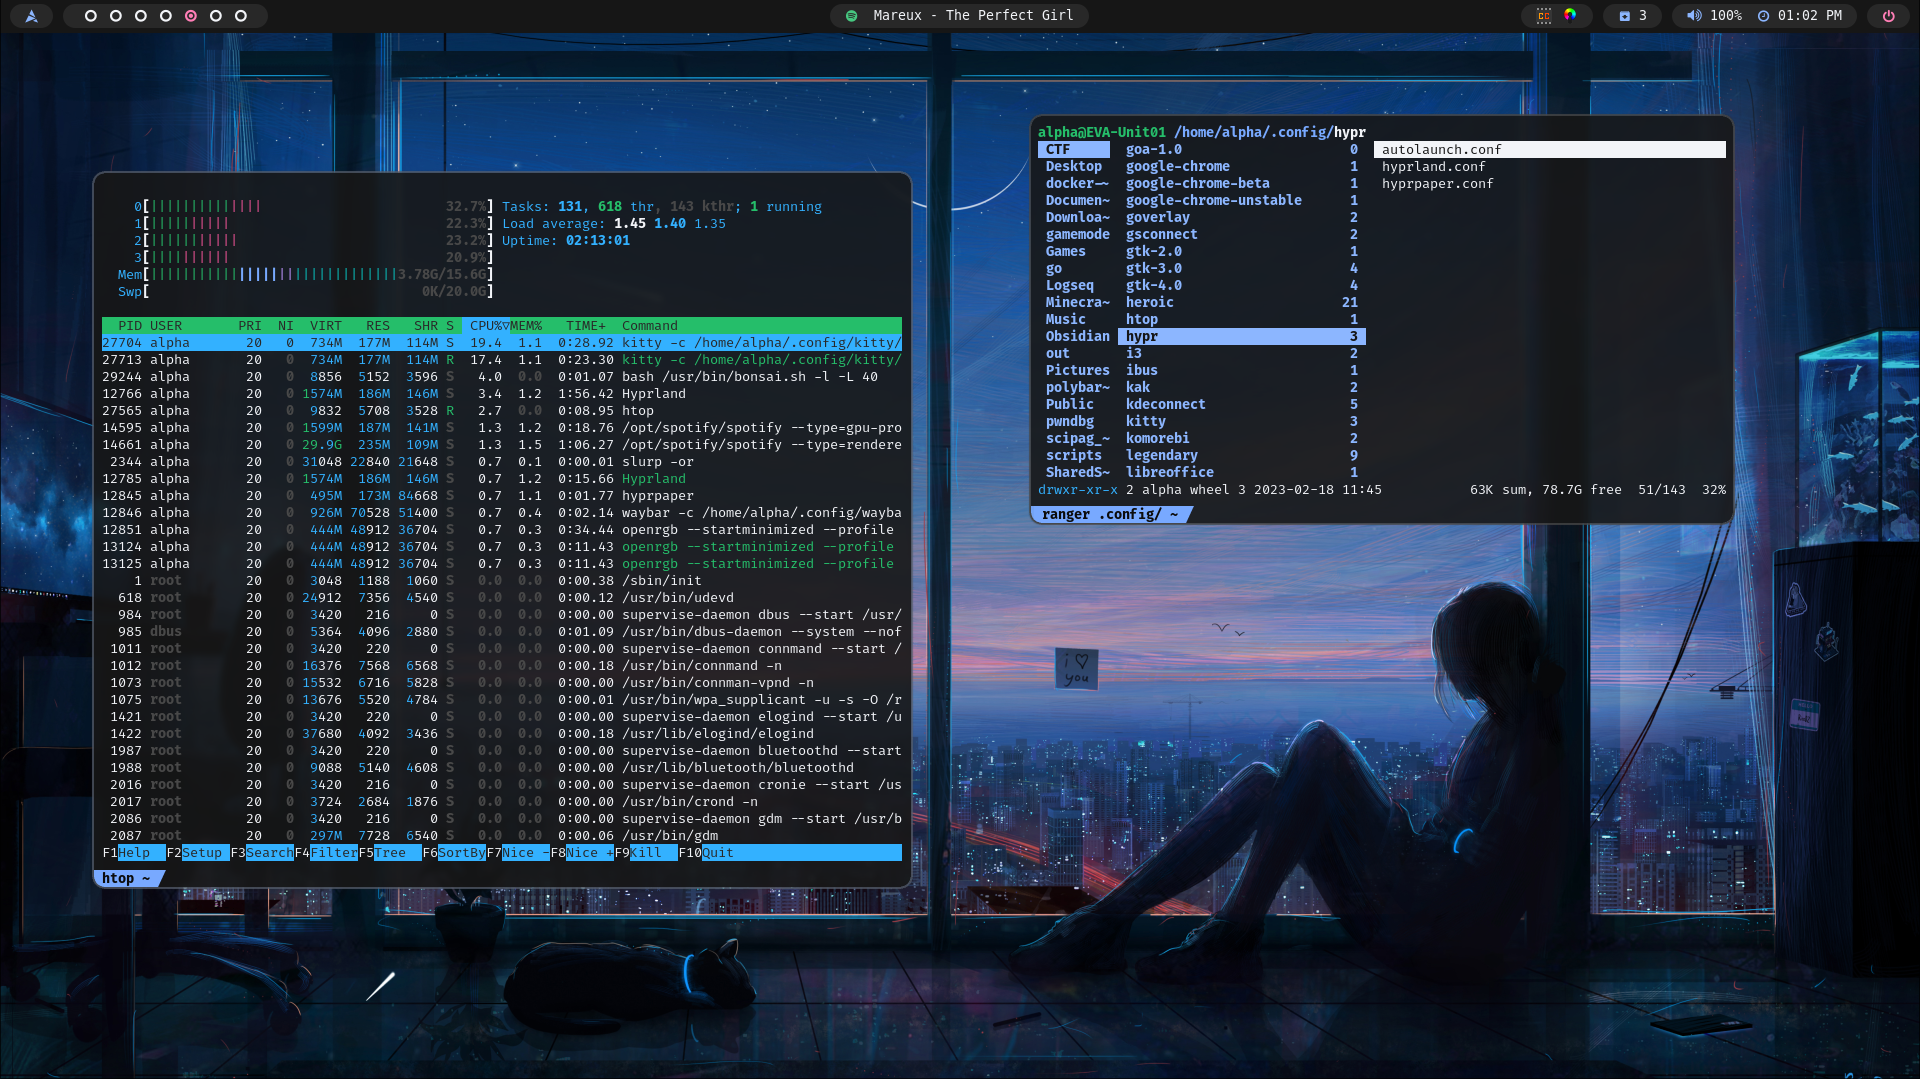 Mareux - The Perfect Girl
3
100%
01:02 PM
0[ 32.7%] Tasks: 131, 618 thr, 143 kthr; 1 running
1[ 22.3%] Load average: 1.45 1.40 1.35
2[ 23.2%] Uptime: 02:13:01
3[ 20.9%]
Mem[ 3.78G/15.6G]
Swp[ 0K/20.0G]
PID USER PRI NI VIRT RES SHR S CPU%▽MEM% TIME+ Command
27704 alpha 20 0 734M 177M 114M S 19.4 1.1 0:28.92 kitty -c /home/alpha/.config/kitty/
27713 alpha 20 0 734M 177M 114M R 17.4 1.1 0:23.30 kitty -c /home/alpha/.config/kitty/
29244 alpha 20 0 8856 5152 3596 S 4.0 0.0 0:01.07 bash /usr/bin/bonsai.sh -l -L 40
12766 alpha 20 0 1574M 186M 146M S 3.4 1.2 1:56.42 Hyprland
27565 alpha 20 0 9832 5708 3528 R 2.7 0.0 0:08.95 htop
14595 alpha 20 0 1599M 187M 141M S 1.3 1.2 0:18.76 /opt/spotify/spotify --type=gpu-pro
14661 alpha 20 0 29.9G 235M 109M S 1.3 1.5 1:06.27 /opt/spotify/spotify --type=rendere
2344 alpha 20 0 31048 22840 21648 S 0.7 0.1 0:00.01 slurp -or
12785 alpha 20 0 1574M 186M 146M S 0.7 1.2 0:15.66 Hyprland
12845 alpha 20 0 495M 173M 84668 S 0.7 1.1 0:01.77 hyprpaper
12846 alpha 20 0 926M 70528 51400 S 0.7 0.4 0:02.14 waybar -c /home/alpha/.config/wayba
12851 alpha 20 0 444M 48912 36704 S 0.7 0.3 0:34.44 openrgb --startminimized --profile
13124 alpha 20 0 444M 48912 36704 S 0.7 0.3 0:11.43 openrgb --startminimized --profile
13125 alpha 20 0 444M 48912 36704 S 0.7 0.3 0:11.43 openrgb --startminimized --profile
1 root 20 0 3048 1188 1060 S 0.0 0.0 0:00.38 /sbin/init
618 root 20 0 24912 7356 4540 S 0.0 0.0 0:00.12 /usr/bin/udevd
984 root 20 0 3420 216 0 S 0.0 0.0 0:00.00 supervise-daemon dbus --start /usr/
985 dbus 20 0 5364 4096 2880 S 0.0 0.0 0:01.09 /usr/bin/dbus-daemon --system --nof
1011 root 20 0 3420 220 0 S 0.0 0.0 0:00.00 supervise-daemon connmand --start /
1012 root 20 0 16376 7568 6568 S 0.0 0.0 0:00.18 /usr/bin/connmand -n
1073 root 20 0 15532 6716 5828 S 0.0 0.0 0:00.00 /usr/bin/connman-vpnd -n
1075 root 20 0 13676 5520 4784 S 0.0 0.0 0:00.01 /usr/bin/wpa_supplicant -u -s -O /r
1421 root 20 0 3420 220 0 S 0.0 0.0 0:00.00 supervise-daemon elogind --start /u
1422 root 20 0 37680 4092 3436 S 0.0 0.0 0:00.18 /usr/lib/elogind/elogind
1987 root 20 0 3420 220 0 S 0.0 0.0 0:00.00 supervise-daemon bluetoothd --start
1988 root 20 0 9088 5140 4608 S 0.0 0.0 0:00.00 /usr/lib/bluetooth/bluetoothd
2016 root 20 0 3420 216 0 S 0.0 0.0 0:00.00 supervise-daemon cronie --start /us
2017 root 20 0 3724 2684 1876 S 0.0 0.0 0:00.00 /usr/bin/crond -n
2086 root 20 0 3420 216 0 S 0.0 0.0 0:00.00 supervise-daemon gdm --start /usr/b
2087 root 20 0 297M 7728 6540 S 0.0 0.0 0:00.06 /usr/bin/gdm
F1Help F2Setup F3SearchF4FilterF5Tree F6SortByF7Nice -F8Nice +F9Kill F10Quit
htop ~
alpha@EVA-Unit01 /home/alpha/.config/hypr
CTF goa-1.0 0 autolaunch.conf
Desktop google-chrome 1 hyprland.conf
docker-~ google-chrome-beta 1 hyprpaper.conf
Documen~ google-chrome-unstable 1
Downloa~ goverlay 2
gamemode gsconnect 2
Games gtk-2.0 1
go gtk-3.0 4
Logseq gtk-4.0 4
Minecra~ heroic 21
Music htop 1
Obsidian hypr 3
out i3 2
Pictures ibus 1
polybar~ kak 2
Public kdeconnect 5
pwndbg kitty 3
scipag_~ komorebi 2
scripts legendary 9
SharedS~ libreoffice 1
drwxr-xr-x 2 alpha wheel 3 2023-02-18 11:45 63K sum, 78.7G free 51/143 32%
ranger .config/ ~
i ♡
you